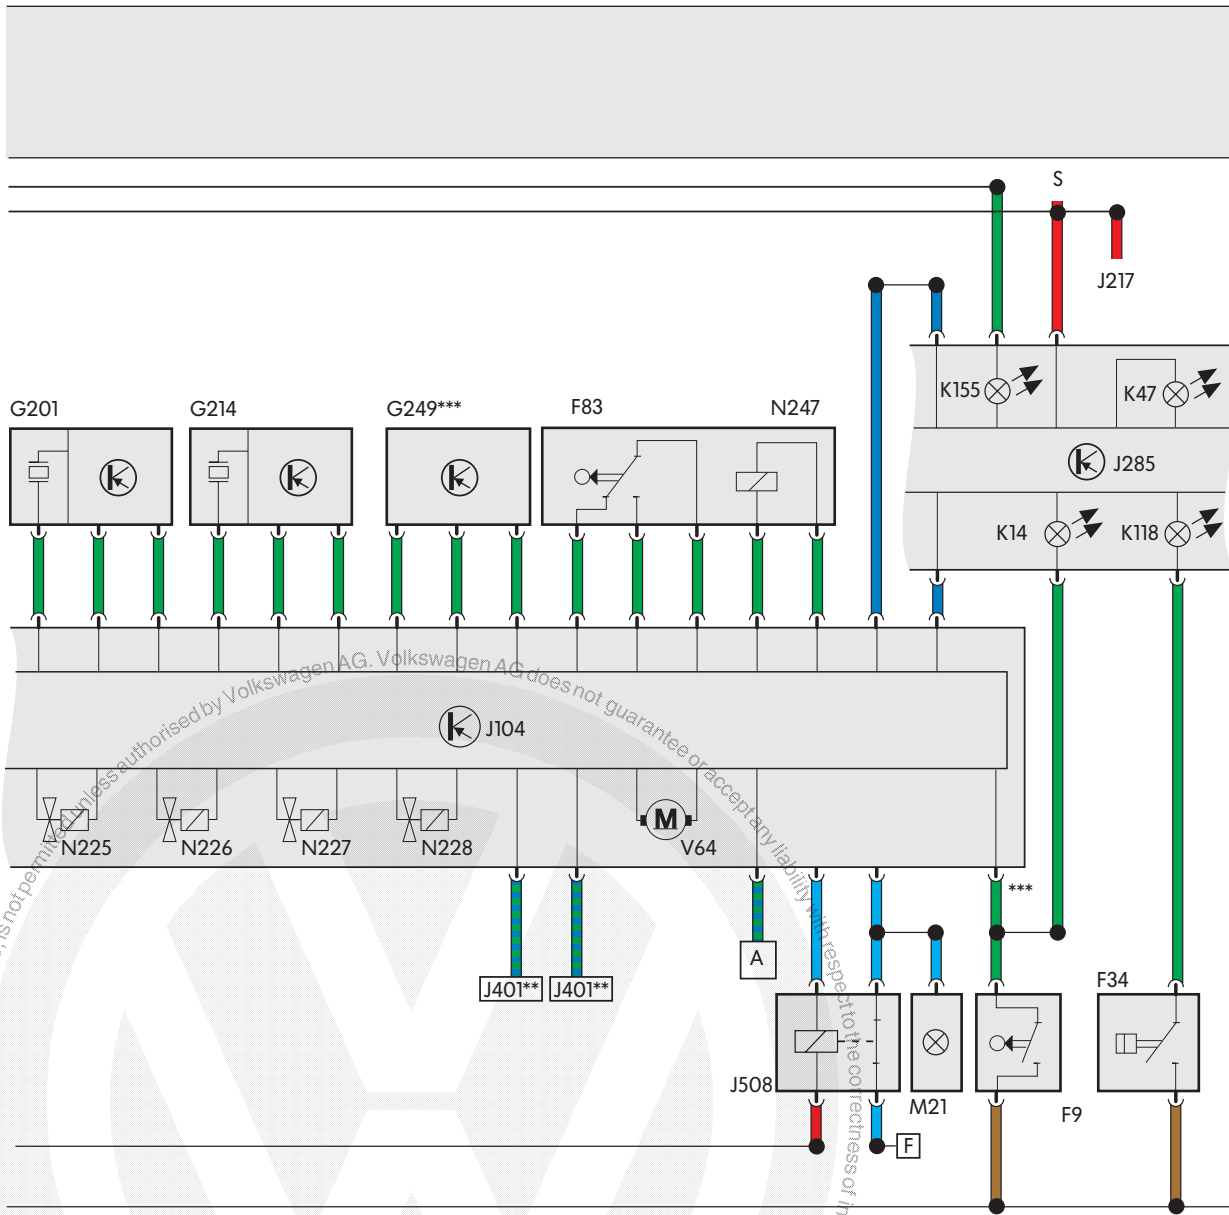 S
J217
K155
K47
G201
G214
G249***
F83
N247
J285
K14
K118
J104
M
N225
N226
N227
N228
V64
***
A
J401**
J401**
F34
J508
M21
F9
F
, is not permitted unless authorised by Volkswagen AG. Volkswagen AG does not guarantee or accept any liability with respect to the correctness of in